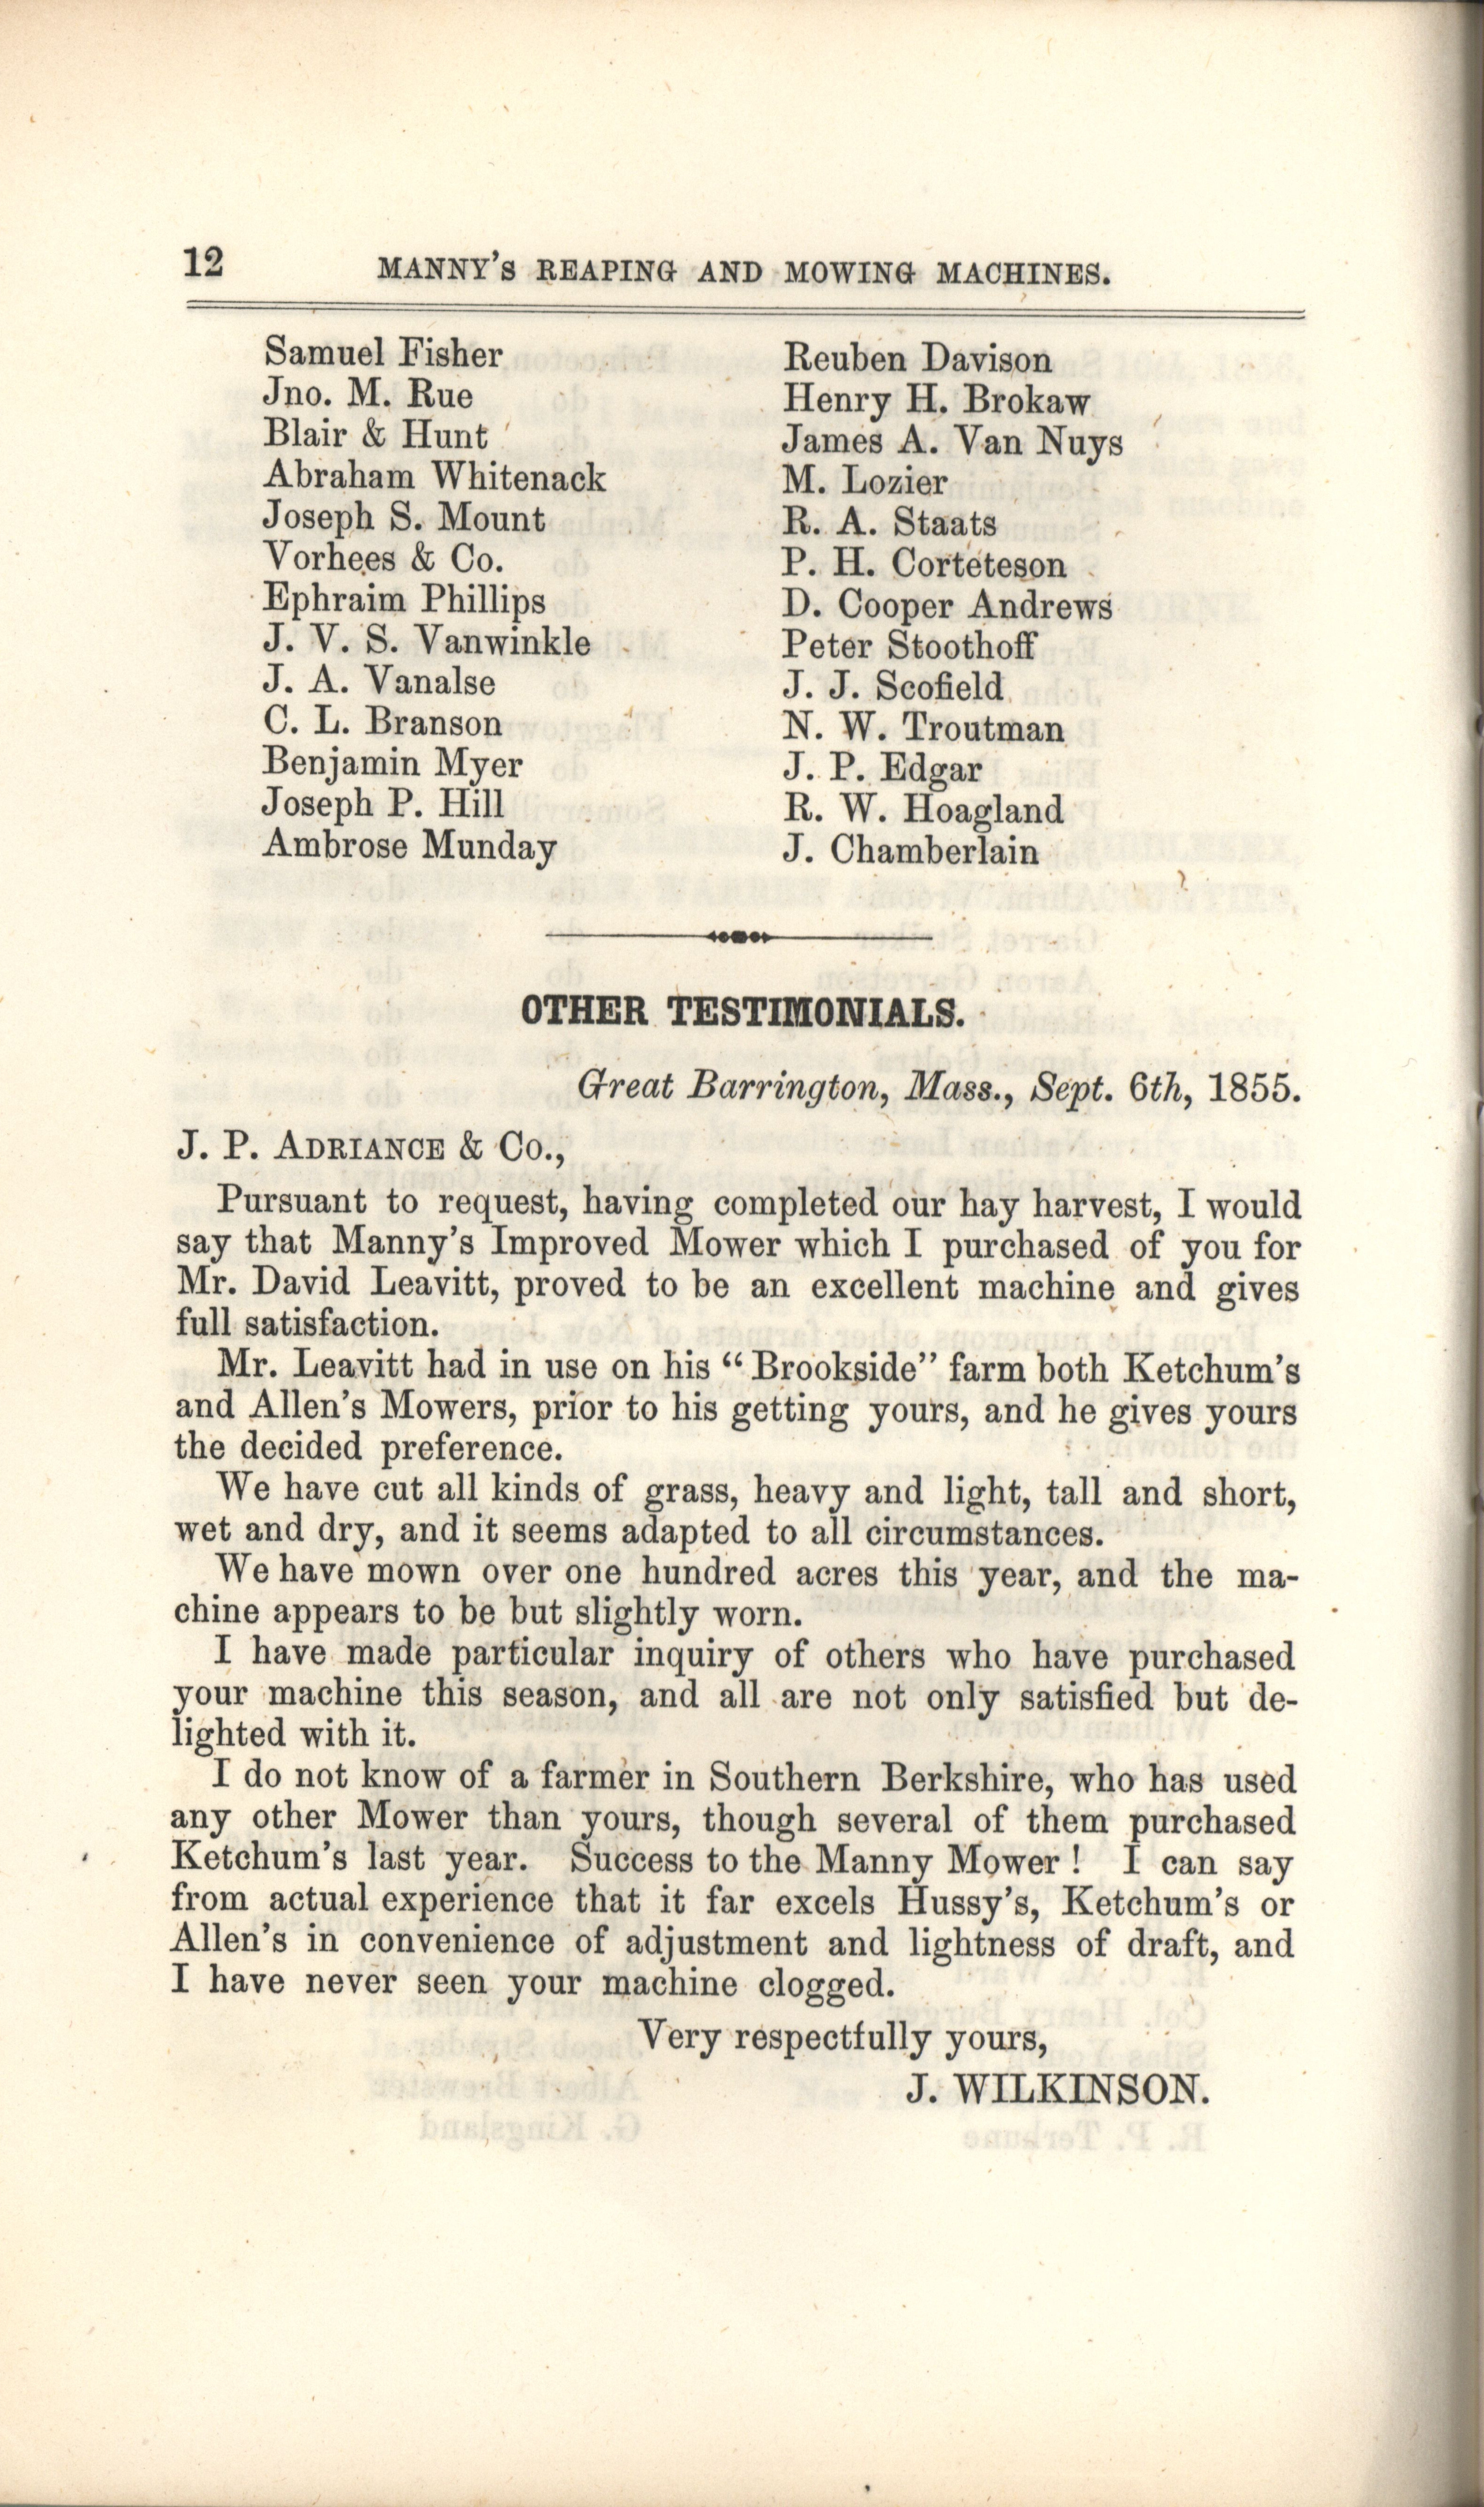 12 MANNY'S REAPING AND MOWING MACHINES.
Samuel Fisher
Jno. M. Rue
Blair & Hunt
Abraham Whitenack
Joseph S. Mount
Vorhees & Co.
Ephraim Phillips
J. V. S. Vanwinkle
J. A. Vanalse
C. L. Branson
Benjamin Myer
Joseph P. Hill
Ambrose Munday
Reuben Davison
Henry H. Brokaw
James A. Van Nuys
M. Lozier
R. A. Staats
P. H. Corteteson
D. Cooper Andrews
Peter Stoothoff
J. J. Scofield
N. W. Troutman
J. P. Edgar
R. W. Hoagland
J. Chamberlain
OTHER TESTIMONIALS.
Great Barrington, Mass., Sept. 6th, 1855.
J. P. ADRIANCE & Co.,
Pursuant to request, having completed our hay harvest, I would
say that Manny's Improved Mower which I purchased of you for
Mr. David Leavitt, proved to be an excellent machine and gives
full satisfaction.
Mr. Leavitt had in use on his "Brookside" farm both Ketchum's
and Allen's Mowers, prior to his getting yours, and he gives yours
the decided preference.
We have cut all kinds of grass, heavy and light, tall and short,
wet and dry, and it seems adapted to all circumstances.
We have mown over one hundred acres this year, and the ma-
chine appears to be but slightly worn.
I have made particular inquiry of others who have purchased
your machine this season, and all are not only satisfied but de-
lighted with it.
I do not know of a farmer in Southern Berkshire, who has used
any other Mower than yours, though several of them purchased
Ketchum's last year. Success to the Manny Mower! I can say
from actual experience that it far excels Hussy's, Ketchum's or
Allen's in convenience of adjustment and lightness of draft, and
I have never seen your machine clogged.
Very respectfully yours,
J. WILKINSON.